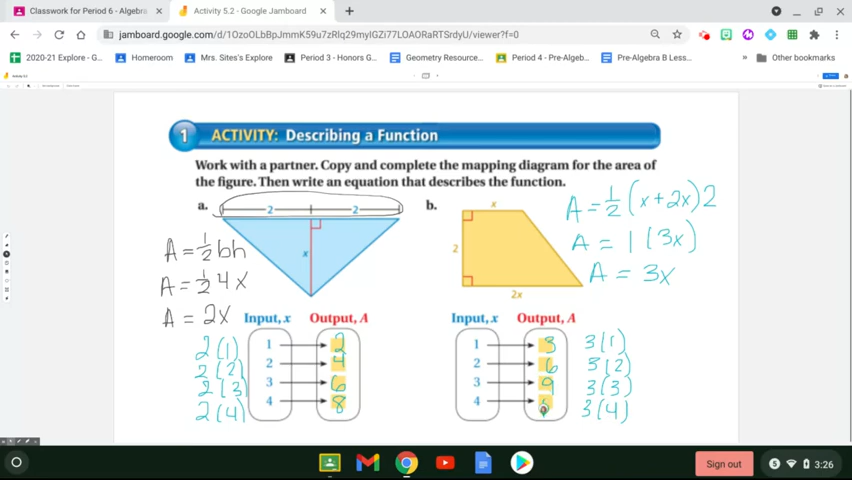 Classwork for Period 6 - Algebra
Activity 5.2 - Google Jamboard
jamboard.google.com/d/1OzoOLbBpJmmK59u7zRlq29mylGZi77LOAORaRTSrdyU/viewer?f=0
2020-21 Explore - G...
Homeroom
Mrs. Sites's Explore
Period 3 - Honors G...
Geometry Resource...
Period 4 - Pre-Algeb...
Pre-Algebra B Less...
»
Other bookmarks
1 ACTIVITY: Describing a Function
Work with a partner. Copy and complete the mapping diagram for the area of
the figure. Then write an equation that describes the function.
a.
2 2
x
A = 1/2 bh
A = 1/2 4x
A = 2x
Input, x Output, A
2(1) 1 2
2(2) 2 4
2(3) 3 6
2(4) 4 8
b.
x
2
2x
A = 1/2 (x + 2x) 2
A = 1 (3x)
A = 3x
Input, x Output, A
1 3 3(1)
2 6 3(2)
3 9 3(3)
4 3(4)
Sign out
5
3:26